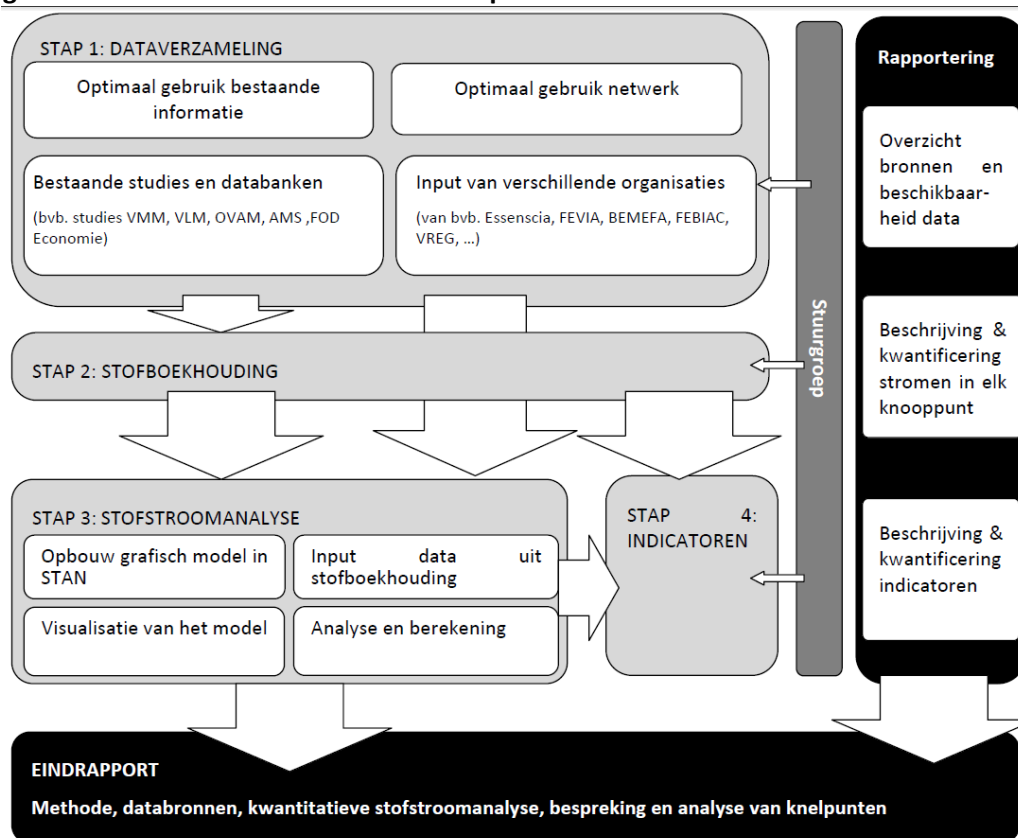 STAP 1: DATAVERZAMELING
Optimaal gebruik bestaande
informatie
Optimaal gebruik netwerk
Bestaande studies en databanken
(bvb. studies VMM, VLM, OVAM, AMS ,FOD
Economie)
Input van verschillende organisaties
(van bvb. Essenscia, FEVIA, BEMEFA, FEBIAC,
VREG, ...)
STAP 2: STOFBOEKHOUDING
STAP 3: STOFSTROOMANALYSE
Opbouw grafisch model in
STAN
Input data uit
stofboekhouding
Visualisatie van het model
Analyse en berekening
STAP 4:
INDICATOREN
Stuurgroep
Rapportering
Overzicht
bronnen en
beschikbaar-
heid data
Beschrijving &
kwantificering
stromen in elk
knooppunt
Beschrijving &
kwantificering
indicatoren
EINDRAPPORT
Methode, databronnen, kwantitatieve stofstroomanalyse, bespreking en analyse van knelpunten